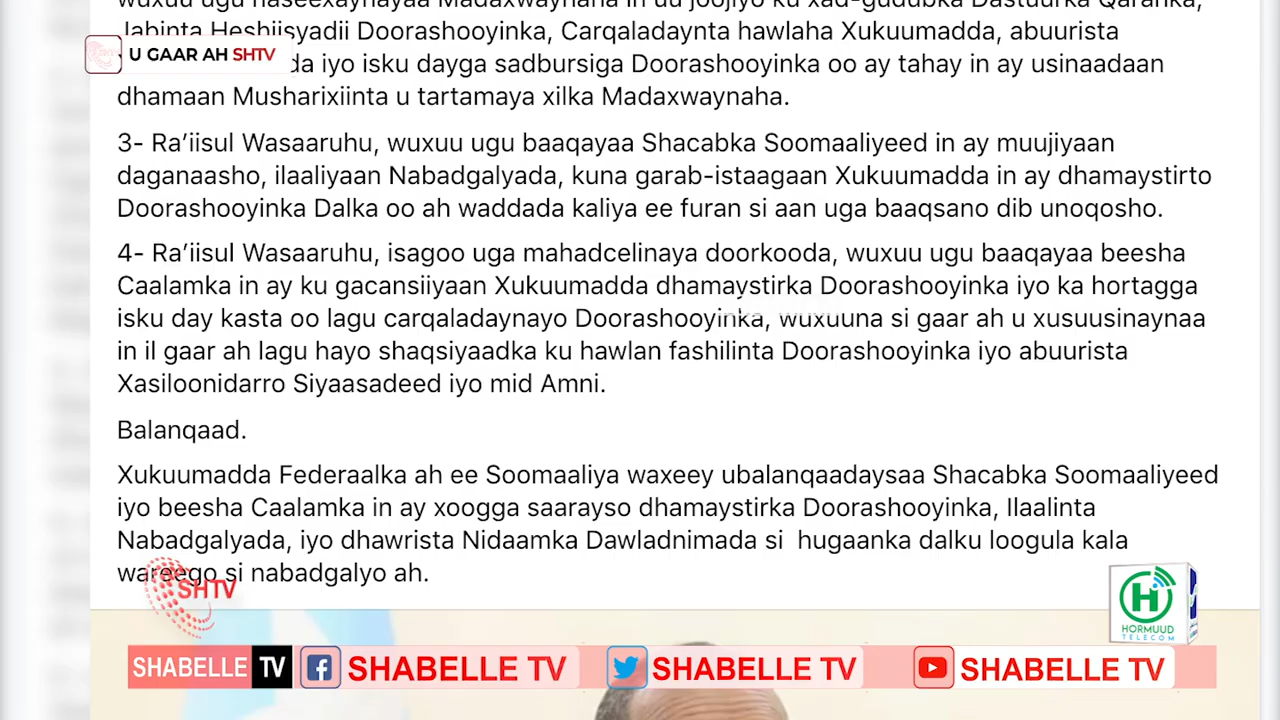 wuxuu ugu naseexaynayaa Madaxwaynaha in uu joojiyo ku xad-gudubka Dastuurka Qaranka,
Jabinta Heshiisyadii Doorashooyinka, Carqaladaynta hawlaha Xukuumadda, abuurista
U GAAR AH SHTV
iyo isku dayga sadbursiga Doorashooyinka oo ay tahay in ay usinaadaan
dhamaan Musharixiinta u tartamaya xilka Madaxwaynaha.
3- Ra’iisul Wasaaruhu, wuxuu ugu baaqayaa Shacabka Soomaaliyeed in ay muujiyaan
daganaasho, ilaaliyaan Nabadgalyada, kuna garab-istaagaan Xukuumadda in ay dhamaystirto
Doorashooyinka Dalka oo ah waddada kaliya ee furan si aan uga baaqsano dib unoqosho.
4- Ra’iisul Wasaaruhu, isagoo uga mahadcelinaya doorkooda, wuxuu ugu baaqayaa beesha
Caalamka in ay ku gacansiiyaan Xukuumadda dhamaystirka Doorashooyinka iyo ka hortagga
isku day kasta oo lagu carqaladaynayo Doorashooyinka, wuxuuna si gaar ah u xusuusinaynaa
in il gaar ah lagu hayo shaqsiyaadka ku hawlan fashilinta Doorashooyinka iyo abuurista
Xasiloonidarro Siyaasadeed iyo mid Amni.
Balanqaad.
Xukuumadda Federaalka ah ee Soomaaliya waxeey ubalanqaadaysaa Shacabka Soomaaliyeed
iyo beesha Caalamka in ay xoogga saarayso dhamaystirka Doorashooyinka, Ilaalinta
Nabadgalyada, iyo dhawrista Nidaamka Dawladnimada si hugaanka dalku loogula kala
wareego si nabadgalyo ah.
SHTV
HORMUUD
TELECOM
SHABELLE TV SHABELLE TV SHABELLE TV SHABELLE TV